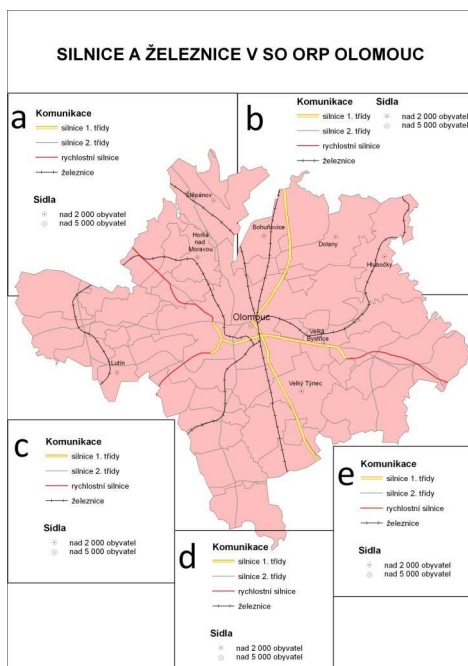 SILNICE A ŽELEZNICE V SO ORP OLOMOUC
a
Komunikace
silnice 1. třídy
silnice 2. třídy
rychlostní silnice
železnice
Sídla
nad 2 000 obyvatel
nad 5 000 obyvatel
b
Komunikace Sídla
silnice 1. třídy nad 2 000 obyvatel
silnice 2. třídy nad 5 000 obyvatel
rychlostní silnice
železnice
Štěpánov
Horka
nad
Moravou
Bohuňovice
Dolany
Hlubočky
Olomouc
Velká
Bystřice
Lutín
Velký Týnec
c
Komunikace
silnice 1. třídy
silnice 2. třídy
rychlostní silnice
železnice
Sídla
nad 2 000 obyvatel
nad 5 000 obyvatel
d
Komunikace
silnice 1. třídy
silnice 2. třídy
rychlostní silnice
železnice
Sídla
nad 2 000 obyvatel
nad 5 000 obyvatel
e
Komunikace
silnice 1. třídy
silnice 2. třídy
rychlostní silnice
železnice
Sídla
nad 2 000 obyvatel
nad 5 000 obyvatel